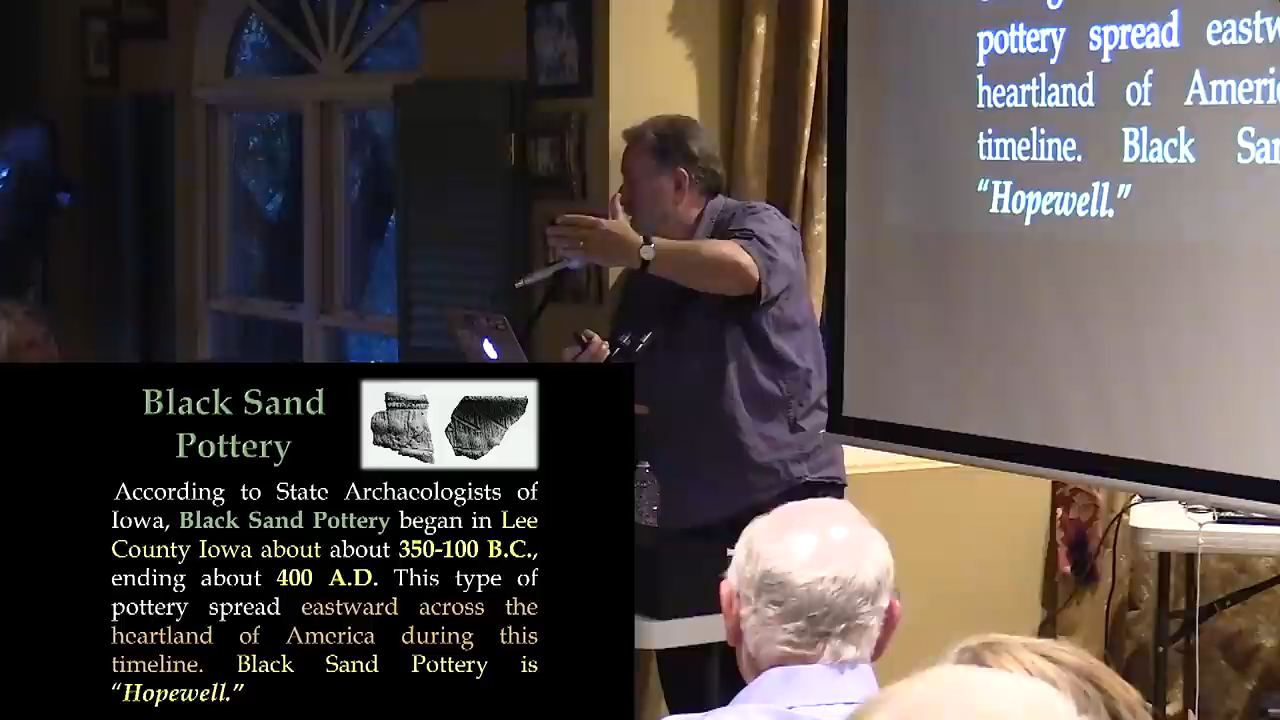 pottery spread eastw
heartland of Americ
timeline. Black San
“Hopewell.”
Black Sand
Pottery
According to State Archaeologists of
Iowa, Black Sand Pottery began in Lee
County Iowa about about 350-100 B.C.,
ending about 400 A.D. This type of
pottery spread eastward across the
heartland of America during this
timeline. Black Sand Pottery is
“Hopewell.”